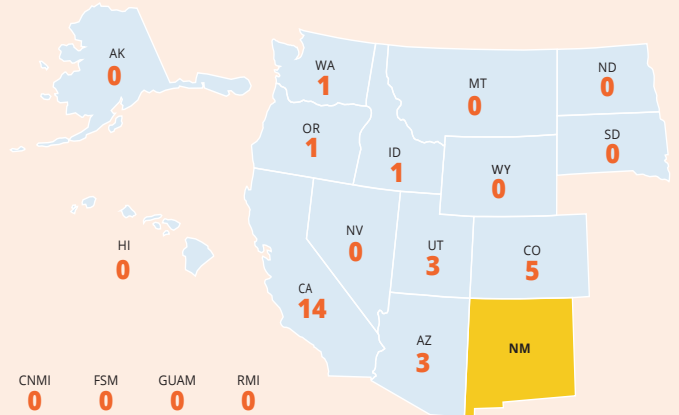 AK
0
WA
1
MT
0
ND
0
OR
1
ID
1
SD
0
WY
0
HI
0
NV
0
UT
3
CO
5
CA
14
AZ
3
NM
CNMI FSM GUAM RMI
0 0 0 0